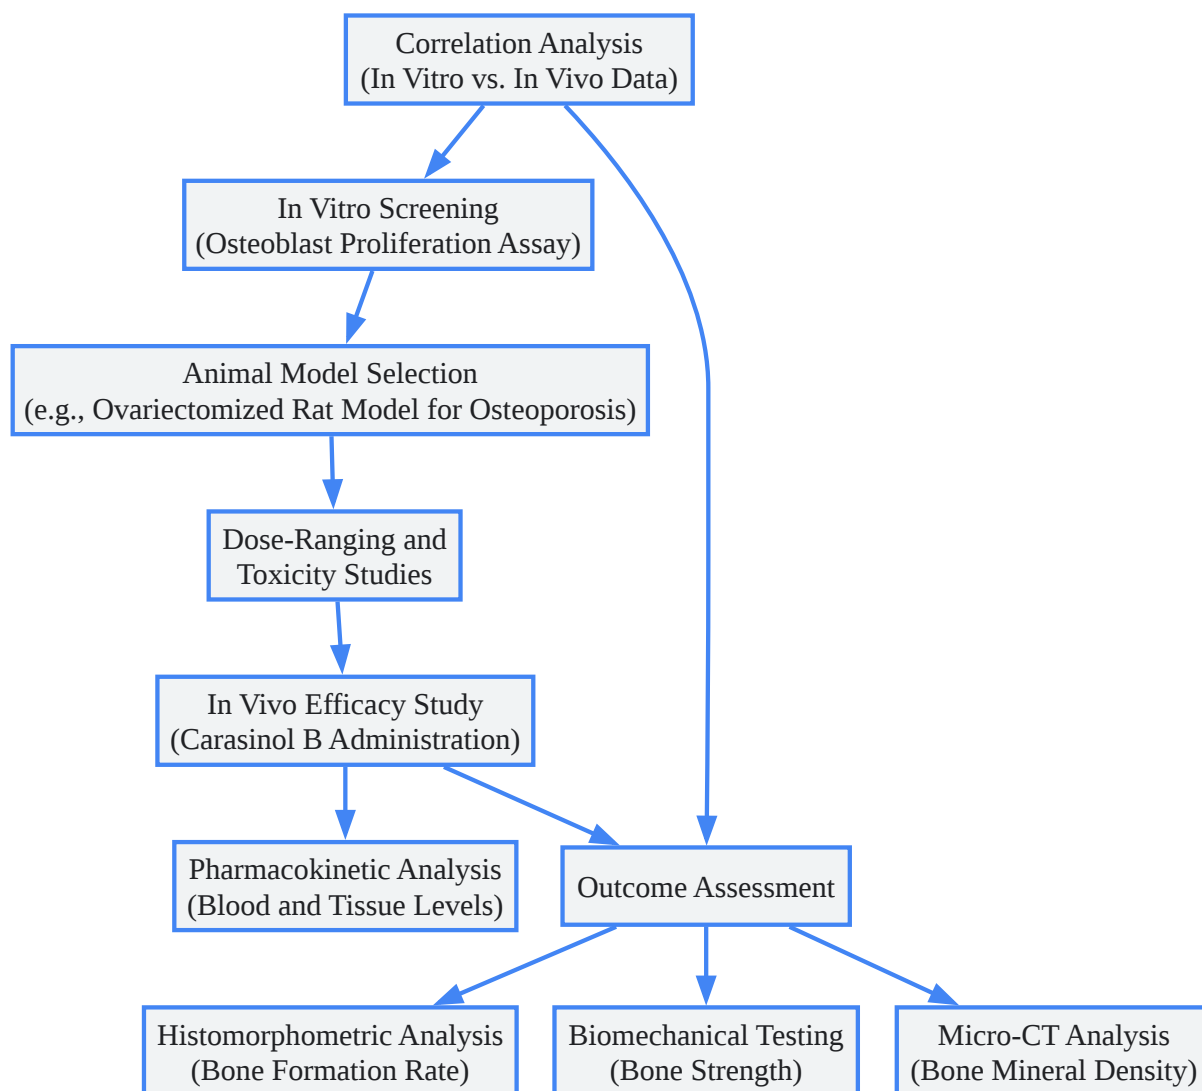 Correlation Analysis
(In Vitro vs. In Vivo Data)
In Vitro Screening
(Osteoblast Proliferation Assay)
Animal Model Selection
(e.g., Ovariectomized Rat Model for Osteoporosis)
Dose-Ranging and
Toxicity Studies
In Vivo Efficacy Study
(Carasinol B Administration)
Pharmacokinetic Analysis
(Blood and Tissue Levels)
Outcome Assessment
Histomorphometric Analysis
(Bone Formation Rate)
Biomechanical Testing
(Bone Strength)
Micro-CT Analysis
(Bone Mineral Density)